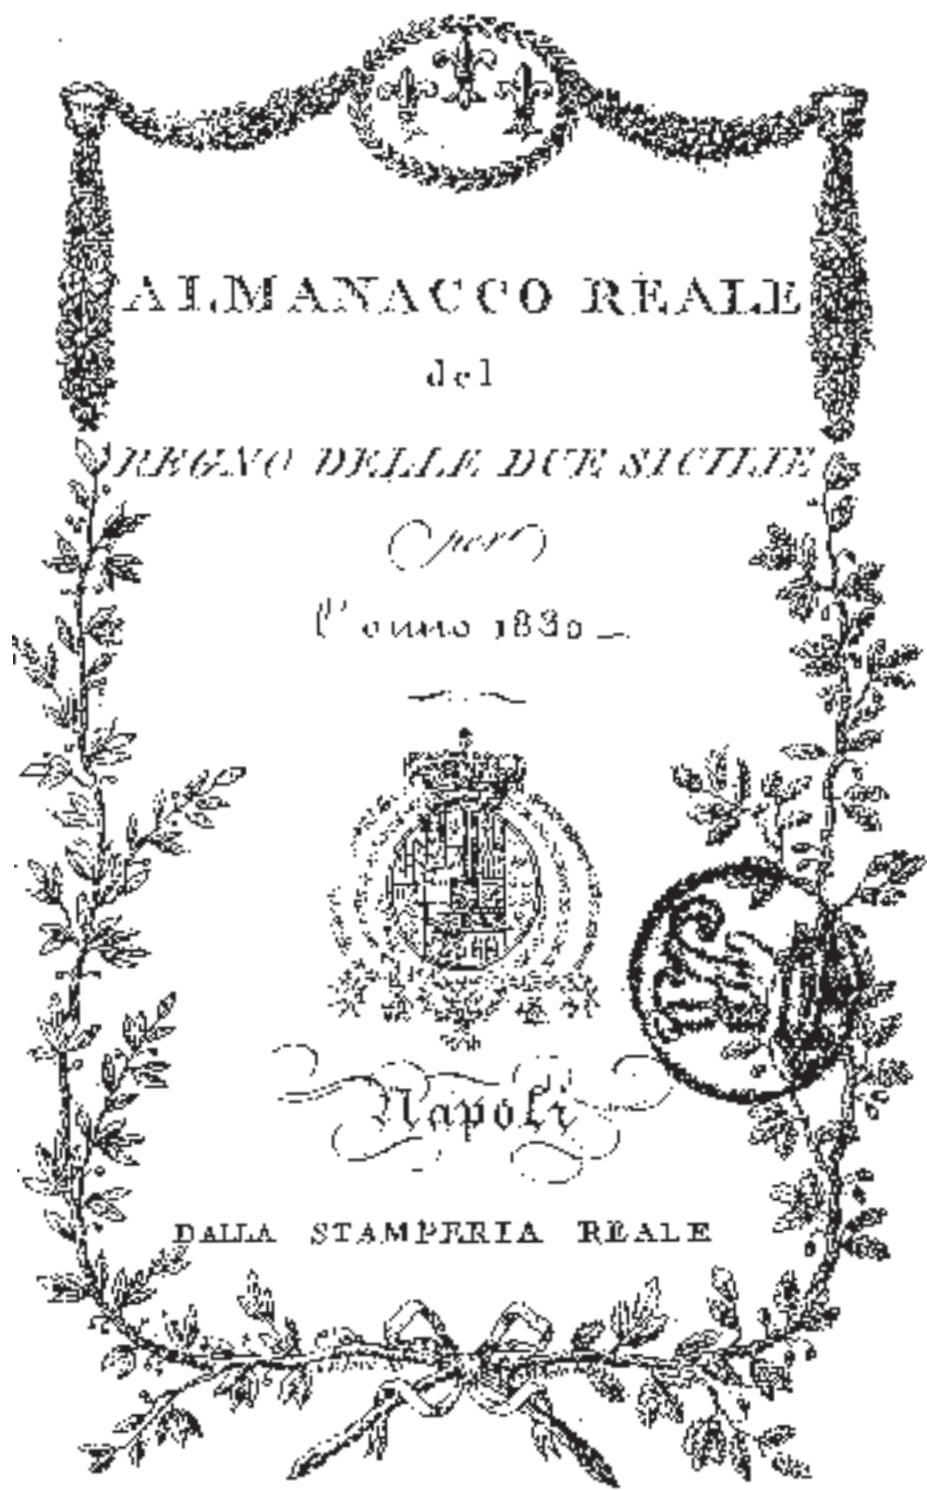 ALMANACCO REALE
del
REGNO DELLE DUE SICILIE
per
l'anno 1830
Napoli
DALLA STAMPERIA REALE